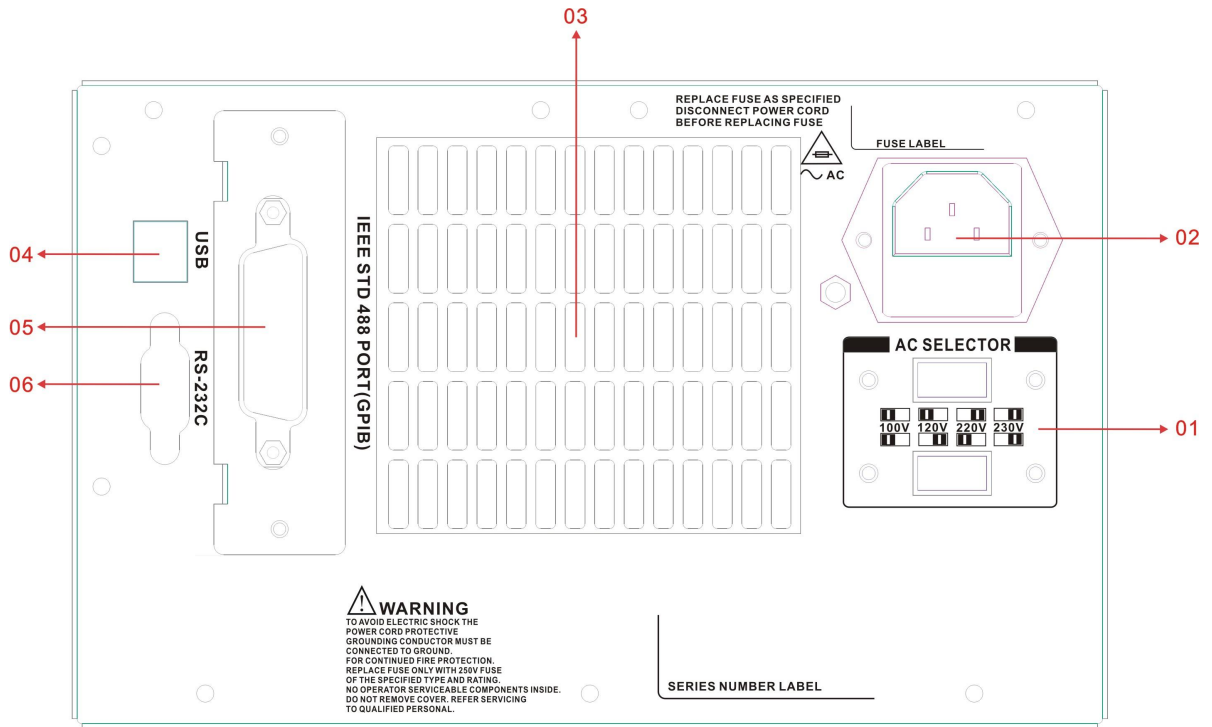 03
REPLACE FUSE AS SPECIFIED
DISCONNECT POWER CORD
BEFORE REPLACING FUSE
AC
FUSE LABEL
02
04
USB
05
RS-232C
06
IEEE STD 488 PORT(GPIB)
AC SELECTOR
100V 120V 220V 230V
01
WARNING
TO AVOID ELECTRIC SHOCK THE
POWER CORD PROTECTIVE
GROUNDING CONDUCTOR MUST BE
CONNECTED TO GROUND.
FOR CONTINUED FIRE PROTECTION.
REPLACE FUSE ONLY WITH 250V FUSE
OF THE SPECIFIED TYPE AND RATING.
NO OPERATOR SERVICEABLE COMPONENTS INSIDE.
DO NOT REMOVE COVER. REFER SERVICING
TO QUALIFIED PERSONAL.
SERIES NUMBER LABEL